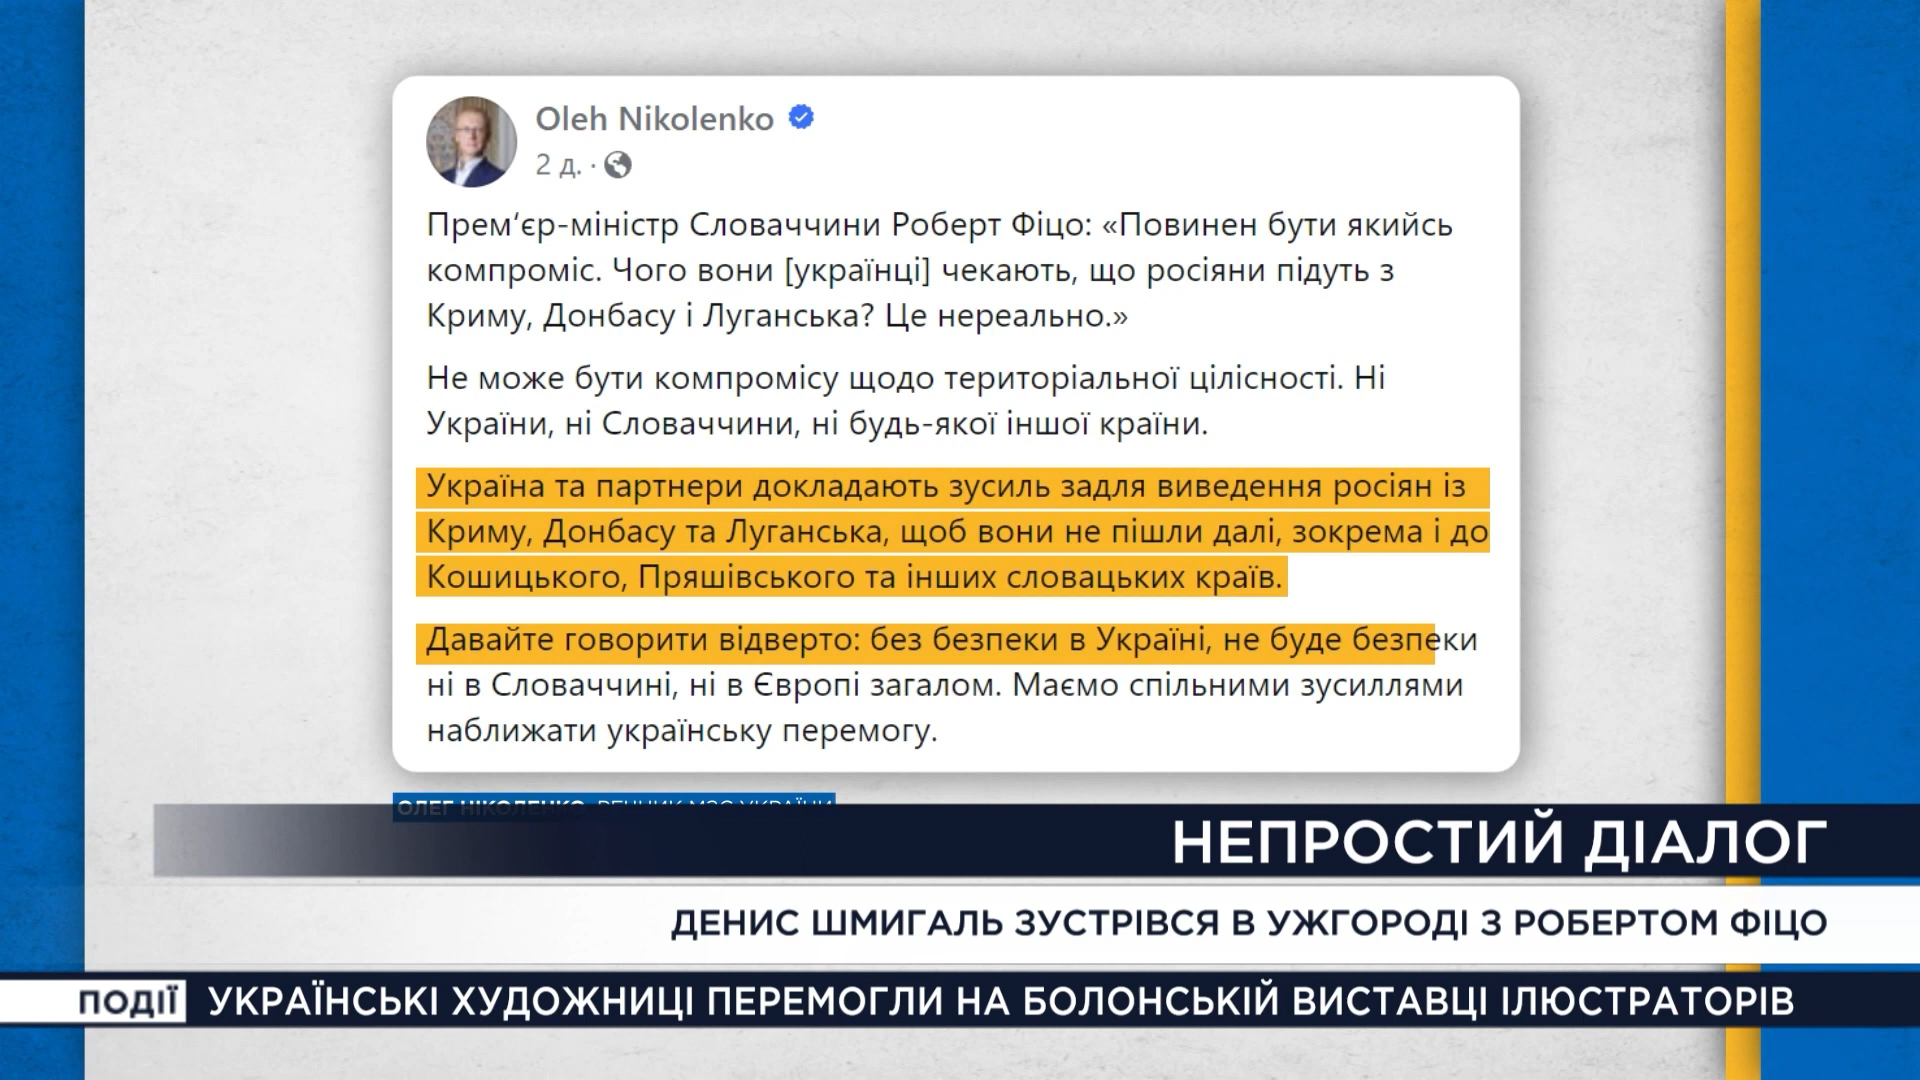 Oleh Nikolenko
2 д. ·
Прем‘єр-міністр Словаччини Роберт Фіцо: «Повинен бути якийсь
компроміс. Чого вони [українці] чекають, що росіяни підуть з
Криму, Донбасу і Луганська? Це нереально.»
Не може бути компромісу щодо територіальної цілісності. Ні
України, ні Словаччини, ні будь-якої іншої країни.
Україна та партнери докладають зусиль задля виведення росіян із
Криму, Донбасу та Луганська, щоб вони не пішли далі, зокрема і до
Кошицького, Пряшівського та інших словацьких країв.
Давайте говорити відверто: без безпеки в Україні, не буде безпеки
ні в Словаччині, ні в Європі загалом. Маємо спільними зусиллями
наближати українську перемогу.
ОЛЕГ НІКОЛЕНКО, РЕЧНИК МЗС УКРАЇНИ
НЕПРОСТИЙ ДІАЛОГ
ДЕНИС ШМИГАЛЬ ЗУСТРІВСЯ В УЖГОРОДІ З РОБЕРТОМ ФІЦО
ПОДІЇ УКРАЇНСЬКІ ХУДОЖНИЦІ ПЕРЕМОГЛИ НА БОЛОНСЬКІЙ ВИСТАВЦІ ІЛЮСТРАТОРІВ